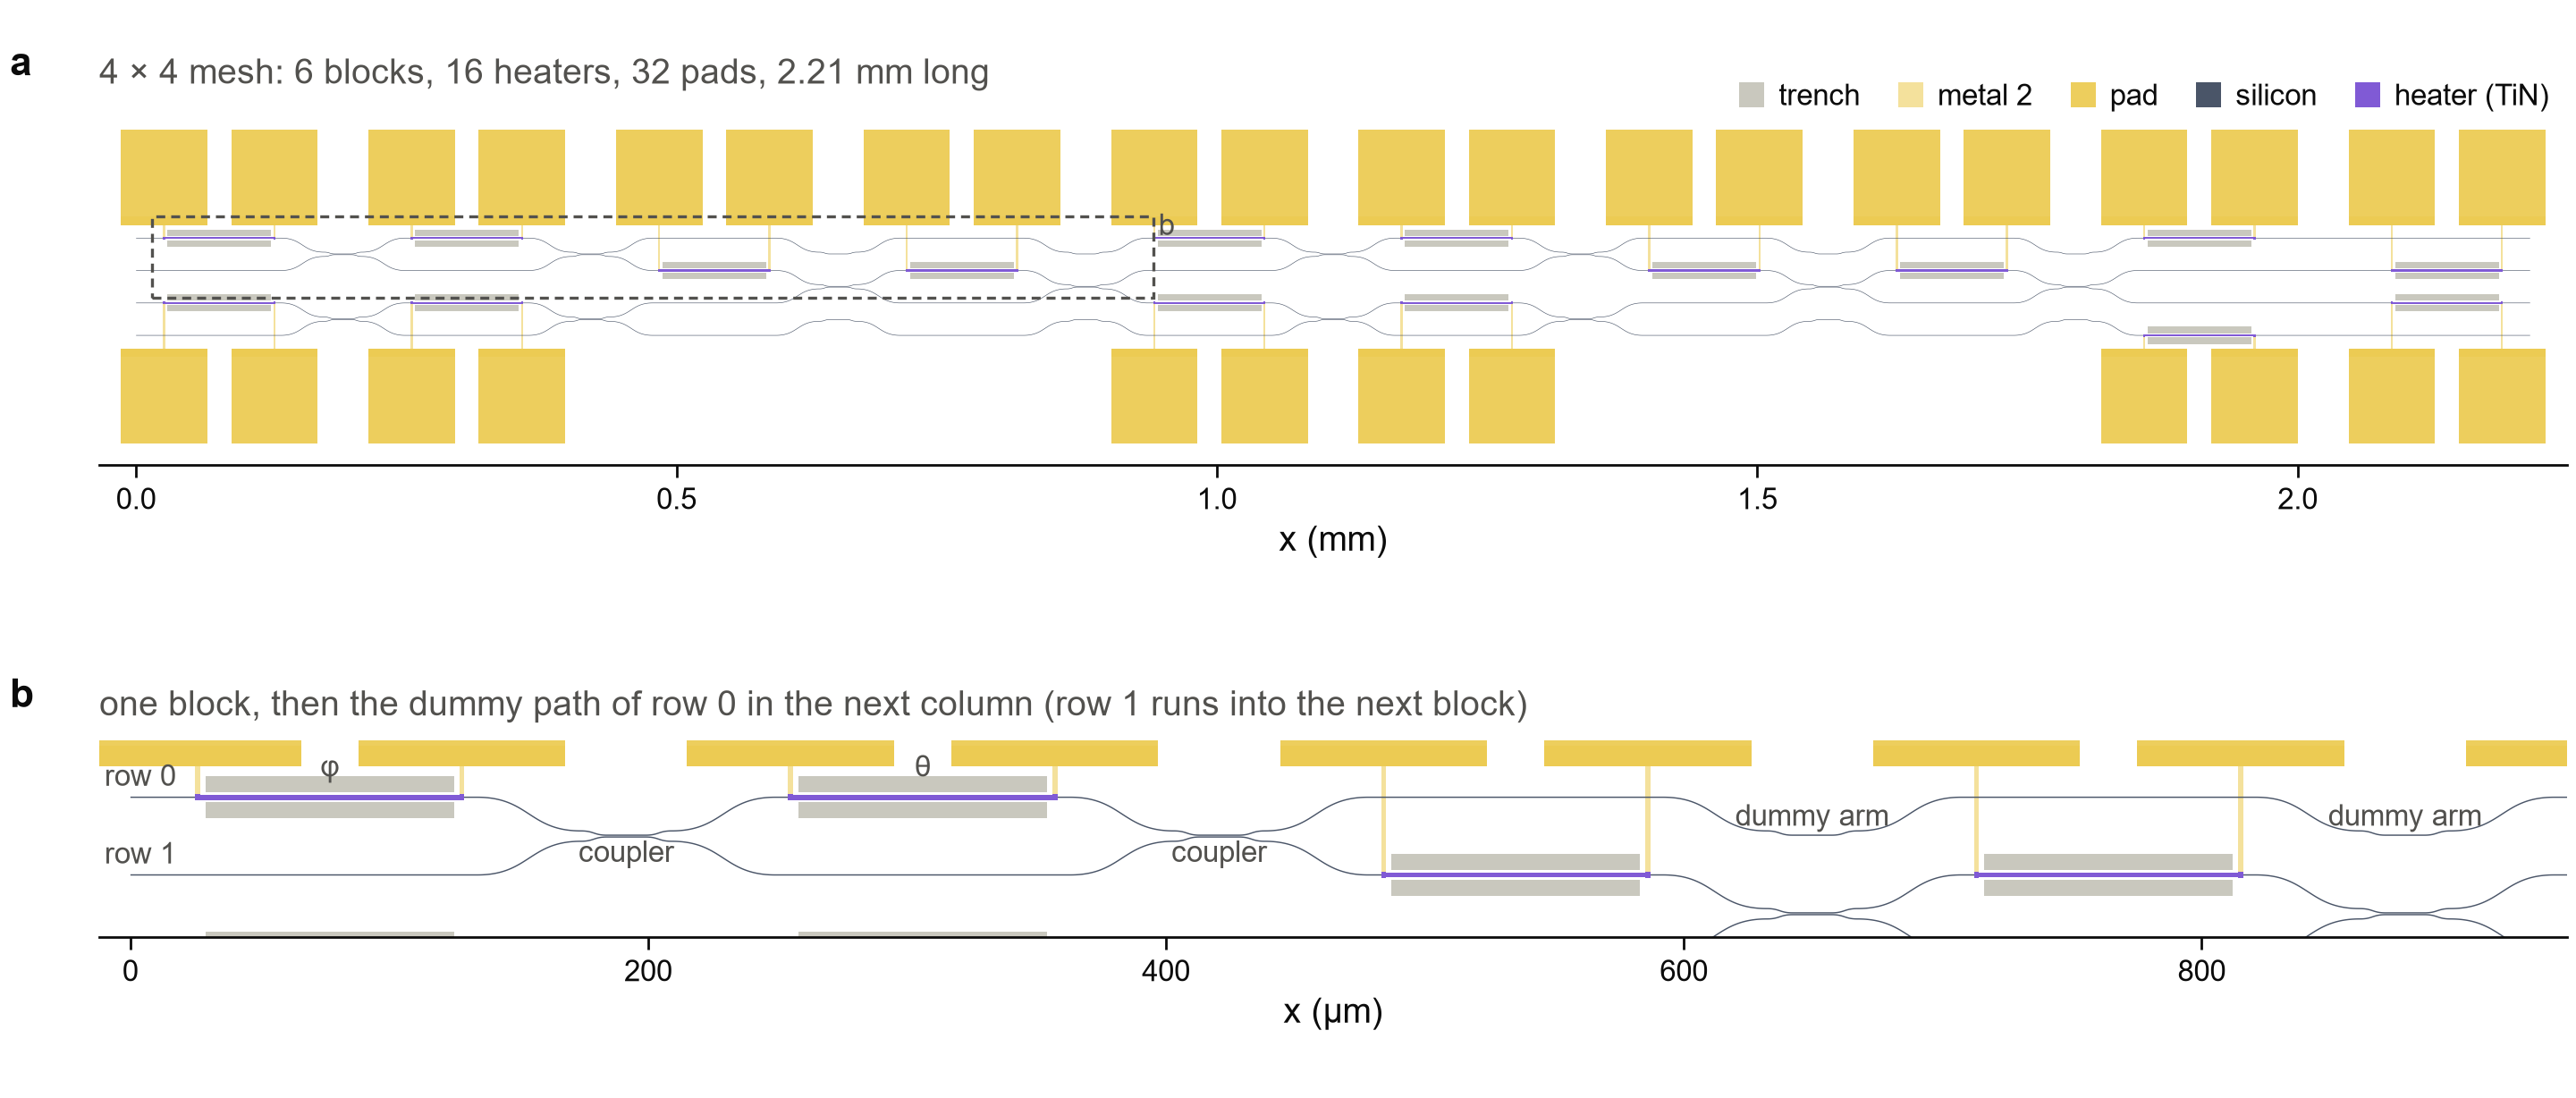 a
4 × 4 mesh: 6 blocks, 16 heaters, 32 pads, 2.21 mm long
trench metal 2 pad silicon heater (TiN)
b
0.0 0.5 1.0 1.5 2.0
x (mm)
b
one block, then the dummy path of row 0 in the next column (row 1 runs into the next block)
row 0 φ θ
dummy arm dummy arm
row 1 coupler coupler
0 200 400 600 800
x (µm)